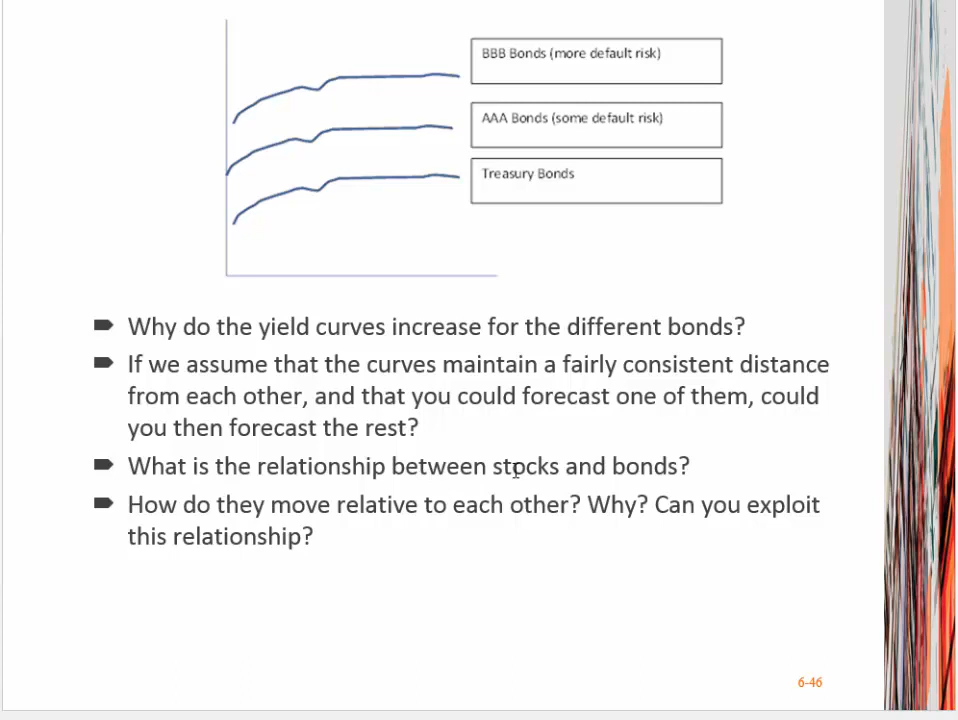 BBB Bonds (more default risk)
AAA Bonds (some default risk)
Treasury Bonds
Why do the yield curves increase for the different bonds?
If we assume that the curves maintain a fairly consistent distance
from each other, and that you could forecast one of them, could
you then forecast the rest?
What is the relationship between stocks and bonds?
How do they move relative to each other? Why? Can you exploit
this relationship?
6-46